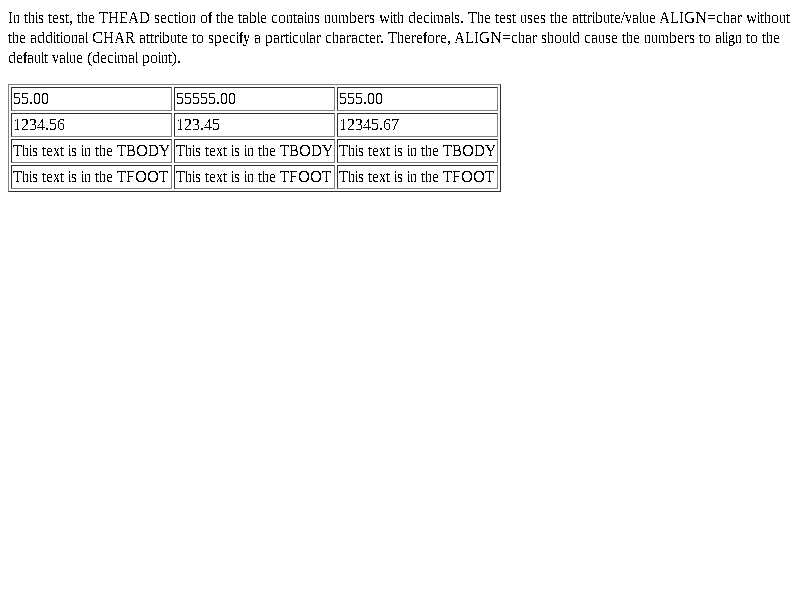 In this test, the THEAD section of the table contains numbers with decimals. The test uses the attribute/value ALIGN=char without
the additional CHAR attribute to specify a particular character. Therefore, ALIGN=char should cause the numbers to align to the
default value (decimal point).
55.00 55555.00 555.00
1234.56 123.45 12345.67
This text is in the TBODY This text is in the TBODY This text is in the TBODY
This text is in the TFOOT This text is in the TFOOT This text is in the TFOOT